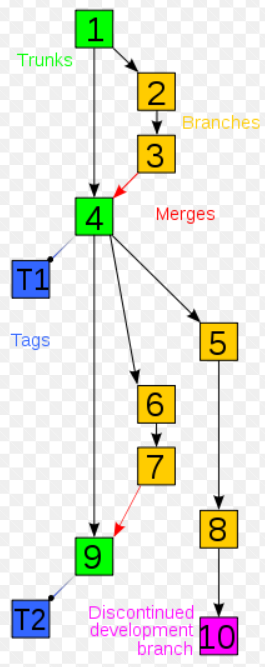 1
Trunks
2
Branches
3
4
Merges
T1
Tags
5
6
7
8
9
T2
Discontinued
development
branch
10